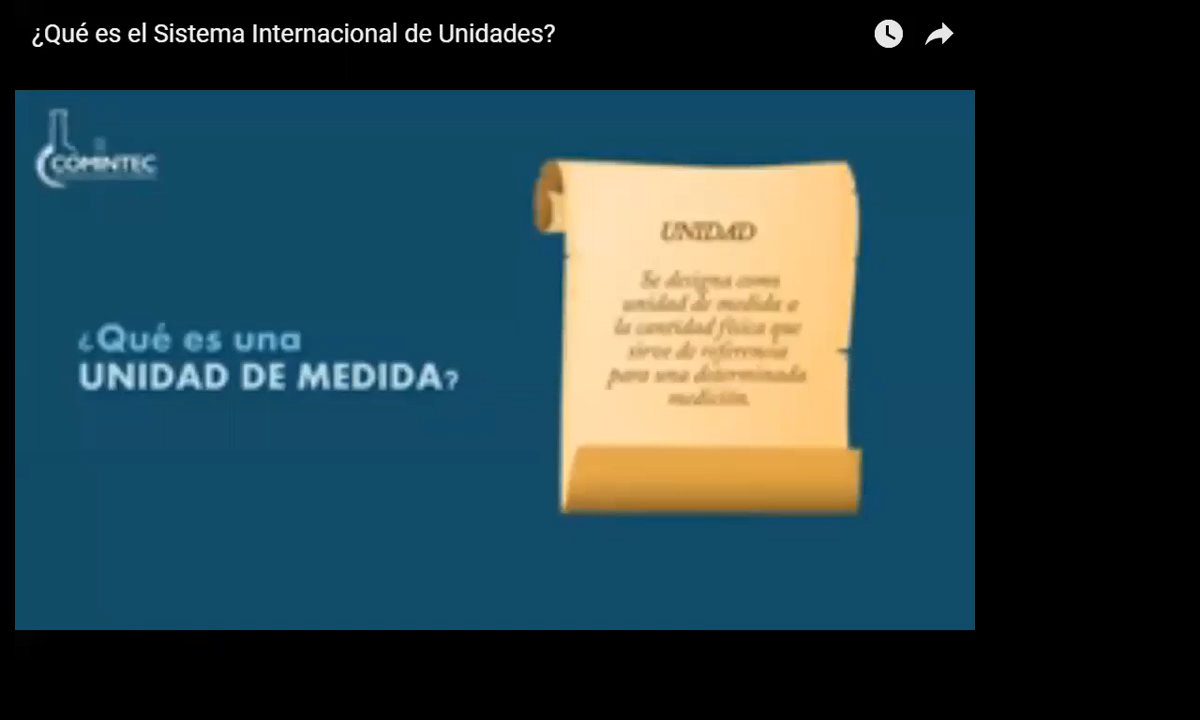 ¿Qué es el Sistema Internacional de Unidades?
COMINTEC
¿Qué es una
UNIDAD DE MEDIDA?
UNIDAD
Se designa como
unidad de medida a
la cantidad física que
sirve de referencia
para una determinada
medición.